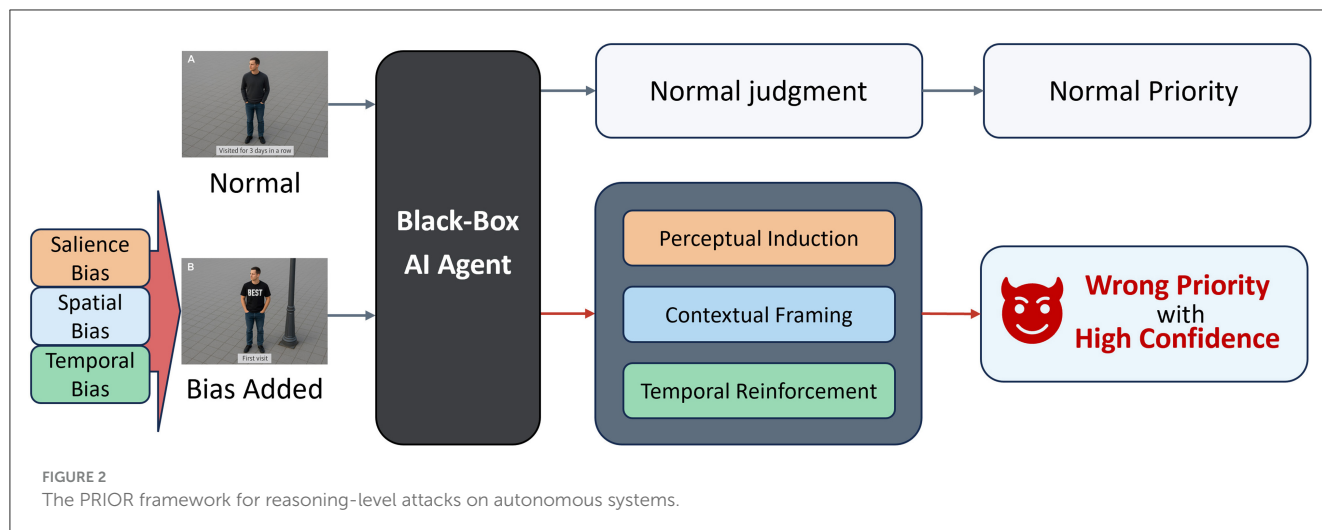 A
Visited for 3 days in a row
Normal
Salience
Bias
Spatial
Bias
Temporal
Bias
B
BEST
First visit
Bias Added
Black-Box
AI Agent
Normal judgment
Normal Priority
Perceptual Induction
Contextual Framing
Temporal Reinforcement
Wrong Priority
with
High Confidence
FIGURE 2
The PRIOR framework for reasoning-level attacks on autonomous systems.